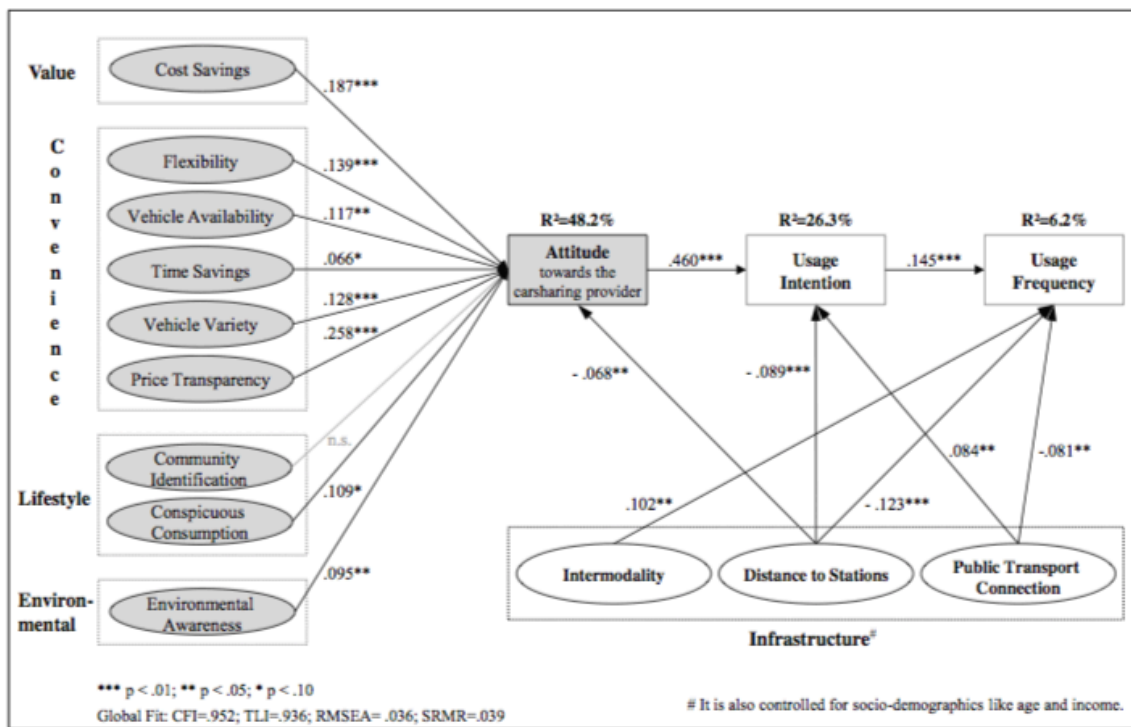 Value
Cost Savings
.187***
Convenience
Flexibility
.139***
Vehicle Availability
.117**
Time Savings
.066*
Vehicle Variety
.128***
Price Transparency
.258***
R²=48.2%
Attitude
towards the
carsharing provider
.460***
R²=26.3%
Usage
Intention
.145***
R²=6.2%
Usage
Frequency
- .068**
- .089***
.084**
-.081**
.102**
- .123***
Lifestyle
Community
Identification
n.s.
Conspicuous
Consumption
.109*
Environ-
mental
Environmental
Awareness
.095**
Intermodality
Distance to Stations
Public Transport
Connection
Infrastructure#
*** p < .01; ** p < .05; * p < .10
Global Fit: CFI=.952; TLI=.936; RMSEA= .036; SRMR=.039
# It is also controlled for socio-demographics like age and income.